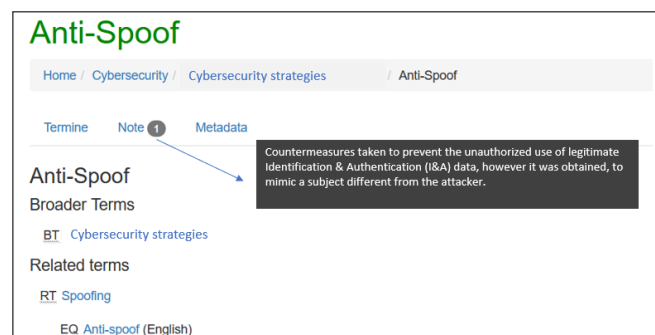 Anti-Spoof
Home / Cybersecurity / Cybersecurity strategies / Anti-Spoof
Termine Note 1 Metadata
Countermeasures taken to prevent the unauthorized use of legitimate
Identification & Authentication (I&A) data, however it was obtained, to
mimic a subject different from the attacker.
Anti-Spoof
Broader Terms
BT Cybersecurity strategies
Related terms
RT Spoofing
EQ Anti-spoof (English)